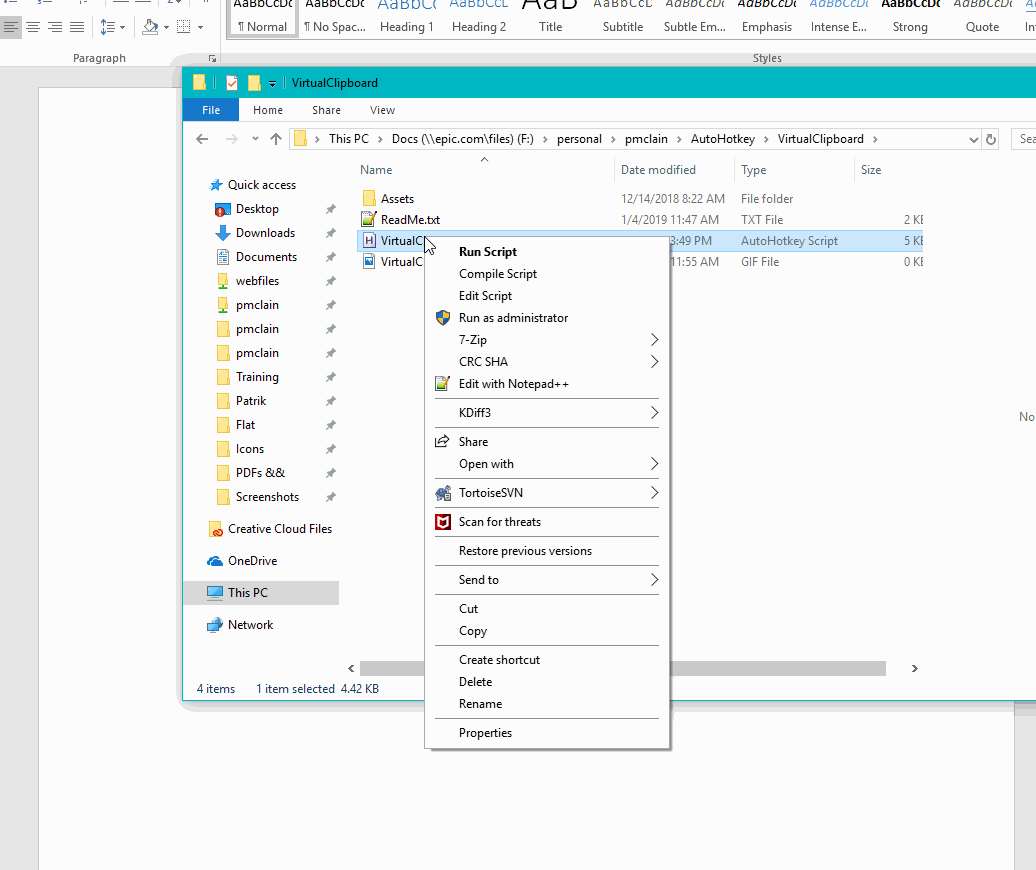 AaBbCcDc AaBbCcDc AaBbCc AaBbCcL AaB AaBbCcL AaBbCcDc AaBbCcDc AaBbCcDc AaBbCcDc AaBbCcDc
¶ Normal ¶ No Spac... Heading 1 Heading 2 Title Subtitle Subtle Em... Emphasis Intense E... Strong Quote
Paragraph Styles
VirtualClipboard
File Home Share View
This PC Docs (\\epic.com\files) (F:) personal pmclain AutoHotkey VirtualClipboard Sea
Name Date modified Type Size
Quick access
Desktop
Downloads
Documents
webfiles
pmclain
pmclain
pmclain
Training
Patrik
Flat
Icons
PDFs &&
Screenshots
Creative Cloud Files
OneDrive
This PC
Network
Assets 12/14/2018 8:22 AM File folder
ReadMe.txt 1/4/2019 11:47 AM TXT File 2 KB
VirtualC 3:49 PM AutoHotkey Script 5 KB
VirtualC 11:55 AM GIF File 0 KB
Run Script
Compile Script
Edit Script
Run as administrator
7-Zip
CRC SHA
Edit with Notepad++
KDiff3
Share
Open with
TortoiseSVN
Scan for threats
Restore previous versions
Send to
Cut
Copy
Create shortcut
Delete
Rename
Properties
No
4 items 1 item selected 4.42 KB